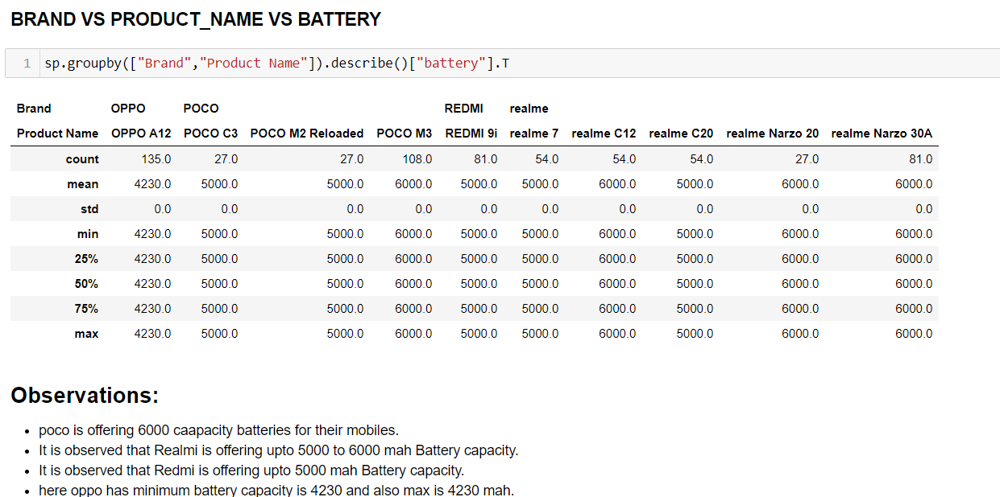 BRAND VS PRODUCT_NAME VS BATTERY
1 sp.groupby(["Brand","Product Name"]).describe()["battery"].T
Brand OPPO POCO REDMI realme
Product Name OPPO A12 POCO C3 POCO M2 Reloaded POCO M3 REDMI 9i realme 7 realme C12 realme C20 realme Narzo 20 realme Narzo 30A
count 135.0 27.0 27.0 108.0 81.0 54.0 54.0 54.0 27.0 81.0
mean 4230.0 5000.0 5000.0 6000.0 5000.0 5000.0 6000.0 5000.0 6000.0 6000.0
std 0.0 0.0 0.0 0.0 0.0 0.0 0.0 0.0 0.0 0.0
min 4230.0 5000.0 5000.0 6000.0 5000.0 5000.0 6000.0 5000.0 6000.0 6000.0
25% 4230.0 5000.0 5000.0 6000.0 5000.0 5000.0 6000.0 5000.0 6000.0 6000.0
50% 4230.0 5000.0 5000.0 6000.0 5000.0 5000.0 6000.0 5000.0 6000.0 6000.0
75% 4230.0 5000.0 5000.0 6000.0 5000.0 5000.0 6000.0 5000.0 6000.0 6000.0
max 4230.0 5000.0 5000.0 6000.0 5000.0 5000.0 6000.0 5000.0 6000.0 6000.0
Observations:
• poco is offering 6000 caapacity batteries for their mobiles.
• It is observed that Realmi is offering upto 5000 to 6000 mah Battery capacity.
• It is observed that Redmi is offering upto 5000 mah Battery capacity.
• here oppo has minimum battery capacity is 4230 and also max is 4230 mah.